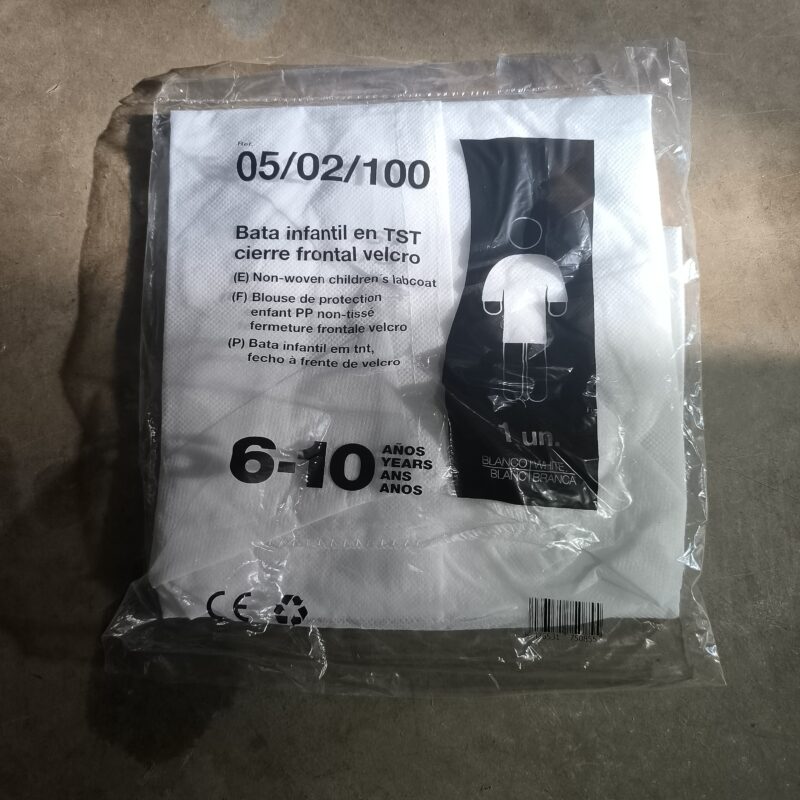 Ref.
05/02/100
Bata infantil en TST
cierre frontal velcro
(E) Non-woven children´s labcoat
(F) Blouse de protection
enfant PP non-tissé
fermeture frontale velcro
(P) Bata infantil em tnt,
fecho à frente de velcro
6-10
AÑOS
YEARS
ANS
ANOS
1 un.
BLANCO | WHITE
BLANC | BRANCA
CE